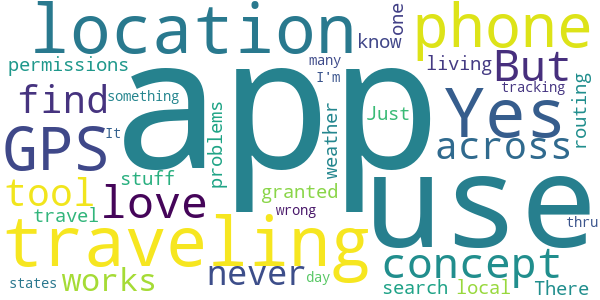 location
phone
one
know
many
I'm
permissions
living
But
find
something
tracking
app
Yes
GPS
It
problems
weather
Just
routing
across
tool
stuff
love
granted
use
travel
wrong
traveling
concept
thru
never
day
states
works
search
local
There